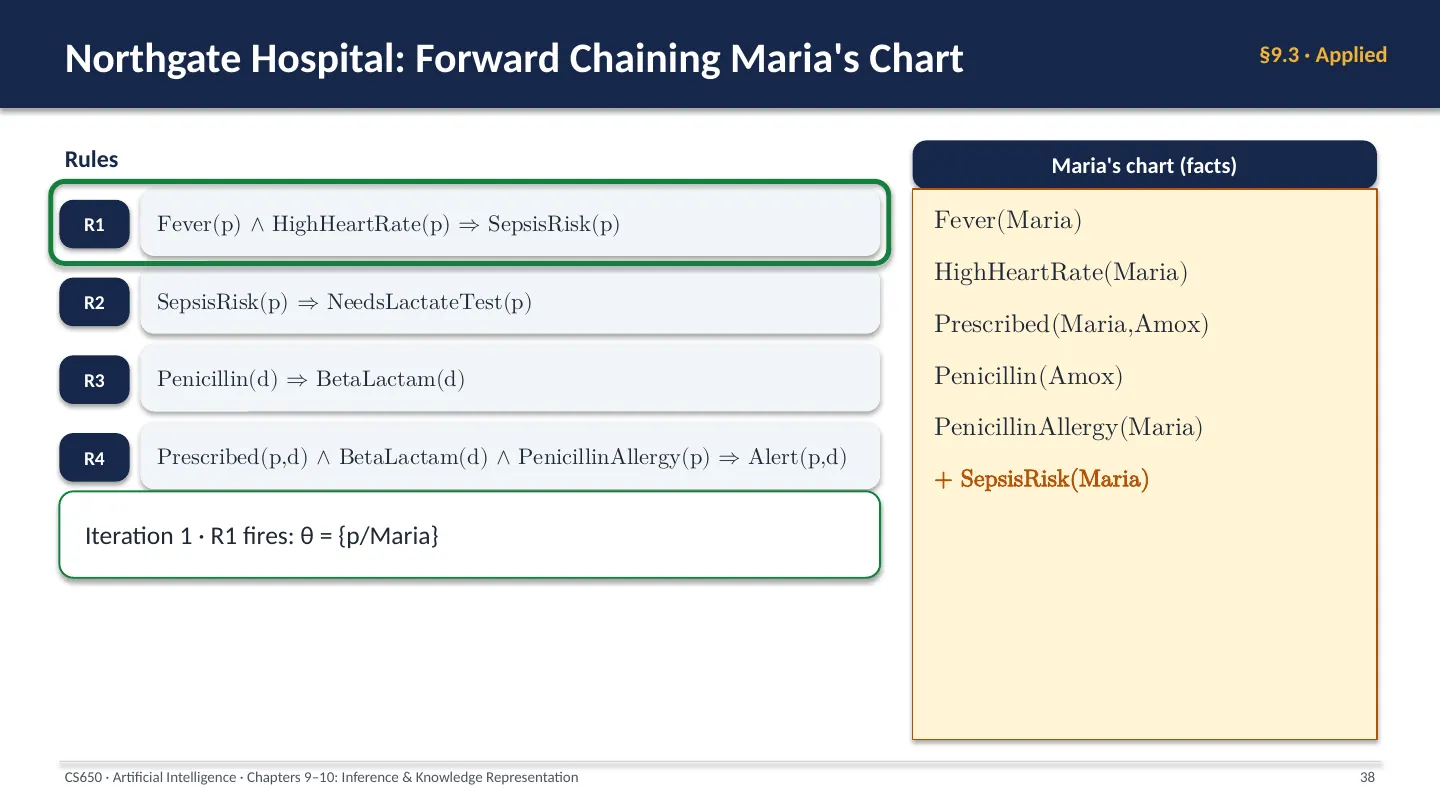 Northgate Hospital: Forward Chaining Maria's Chart
§9.3 · Applied
Rules
R1
Fever(p) ∧ HighHeartRate(p) ⇒ SepsisRisk(p)
R2
SepsisRisk(p) ⇒ NeedsLactateTest(p)
R3
Penicillin(d) ⇒ BetaLactam(d)
R4
Prescribed(p,d) ∧ BetaLactam(d) ∧ PenicillinAllergy(p) ⇒ Alert(p,d)
Iteration 1 · R1 fires: θ = {p/Maria}
Maria's chart (facts)
Fever(Maria)
HighHeartRate(Maria)
Prescribed(Maria,Amox)
Penicillin(Amox)
PenicillinAllergy(Maria)
+ SepsisRisk(Maria)
CS650 · Artificial Intelligence · Chapters 9–10: Inference & Knowledge Representation
38